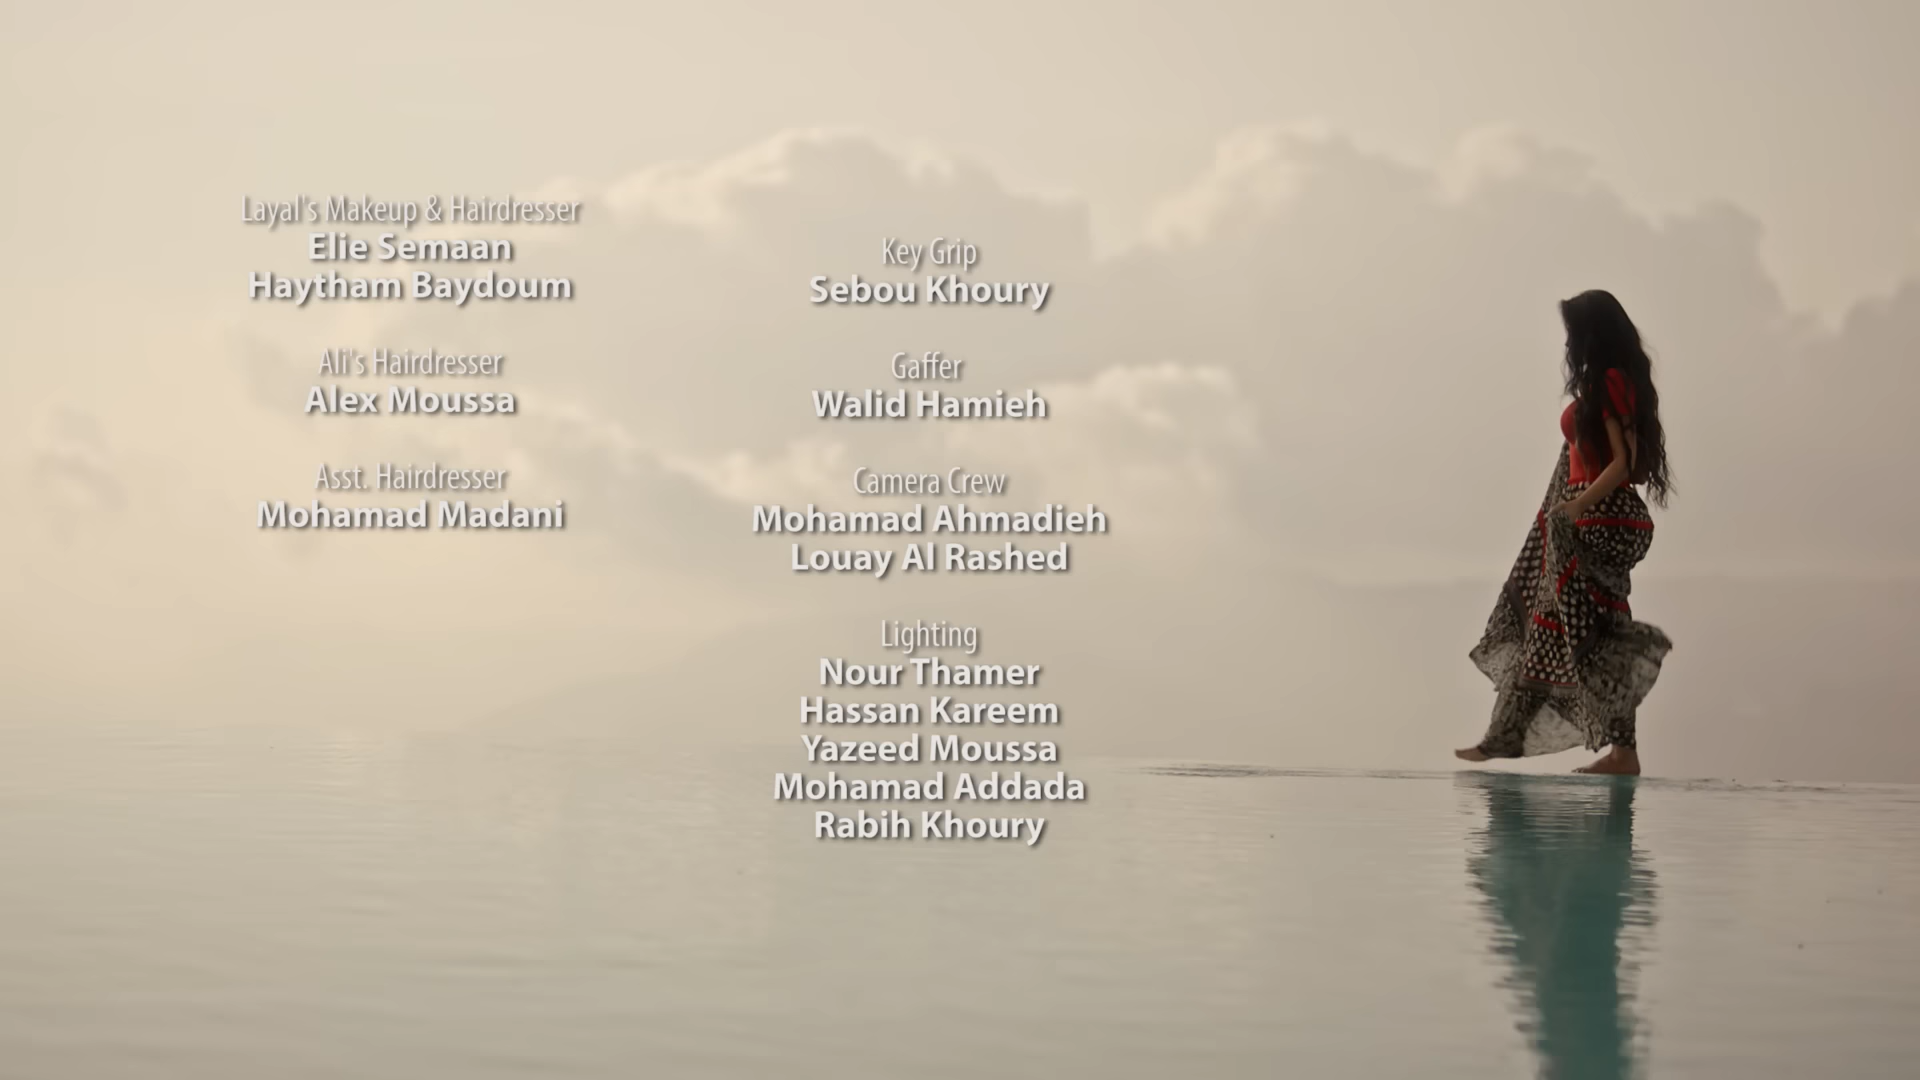 Layal's Makeup & Hairdresser
Elie Semaan
Haytham Baydoum
Ali's Hairdresser
Alex Moussa
Asst. Hairdresser
Mohamad Madani
Key Grip
Sebou Khoury
Gaffer
Walid Hamieh
Camera Crew
Mohamad Ahmadieh
Louay Al Rashed
Lighting
Nour Thamer
Hassan Kareem
Yazeed Moussa
Mohamad Addada
Rabih Khoury